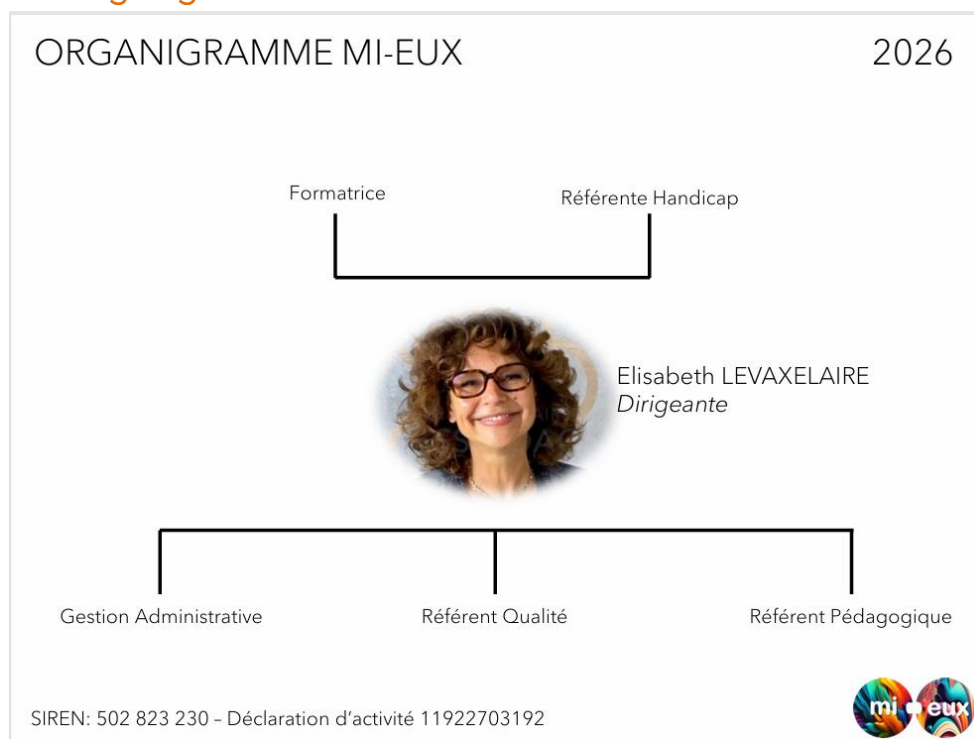 ORGANIGRAMME MI-EUX
2026
Formatrice
Référente Handicap
Elisabeth LEVAXELAIRE
Dirigeante
Gestion Administrative
Référent Qualité
Référent Pédagogique
SIREN: 502 823 230 – Déclaration d’activité 11922703192
mi eux